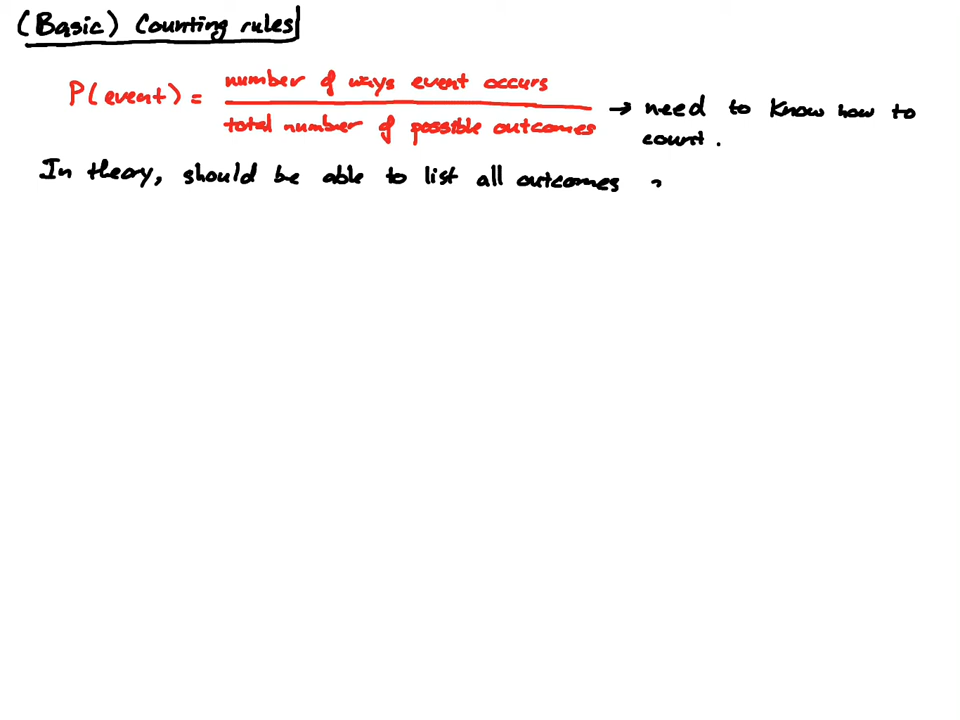 (Basic) Counting rules
P(event) = number of ways event occurs
total number of possible outcomes → need to know how to
count.
In theory, should be able to list all outcomes